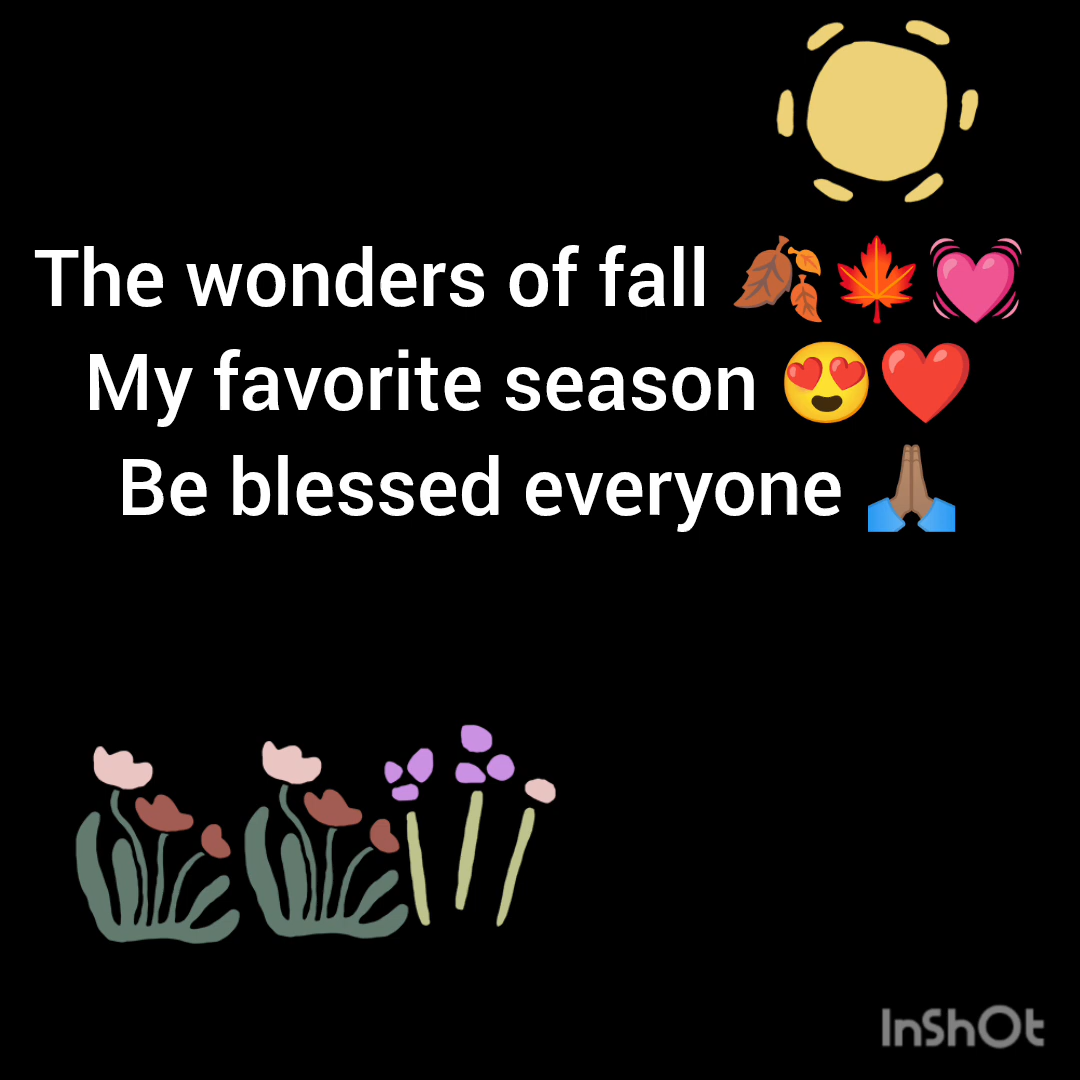 The wonders of fall 🍂🍁💓
My favorite season 😍❤️
Be blessed everyone 🙏🏽
InShOt